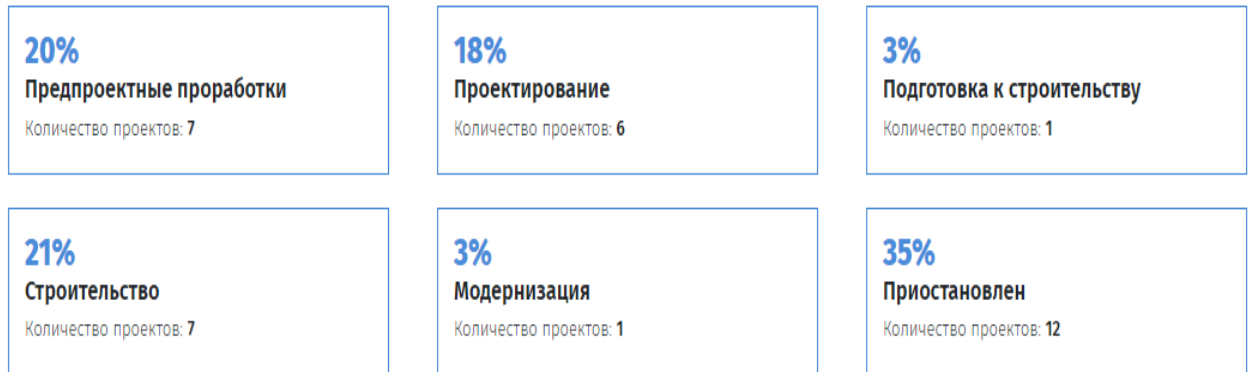 20%
Предпроектные проработки
Количество проектов: 7
18%
Проектирование
Количество проектов: 6
3%
Подготовка к строительству
Количество проектов: 1
21%
Строительство
Количество проектов: 7
3%
Модернизация
Количество проектов: 1
35%
Приостановлен
Количество проектов: 12